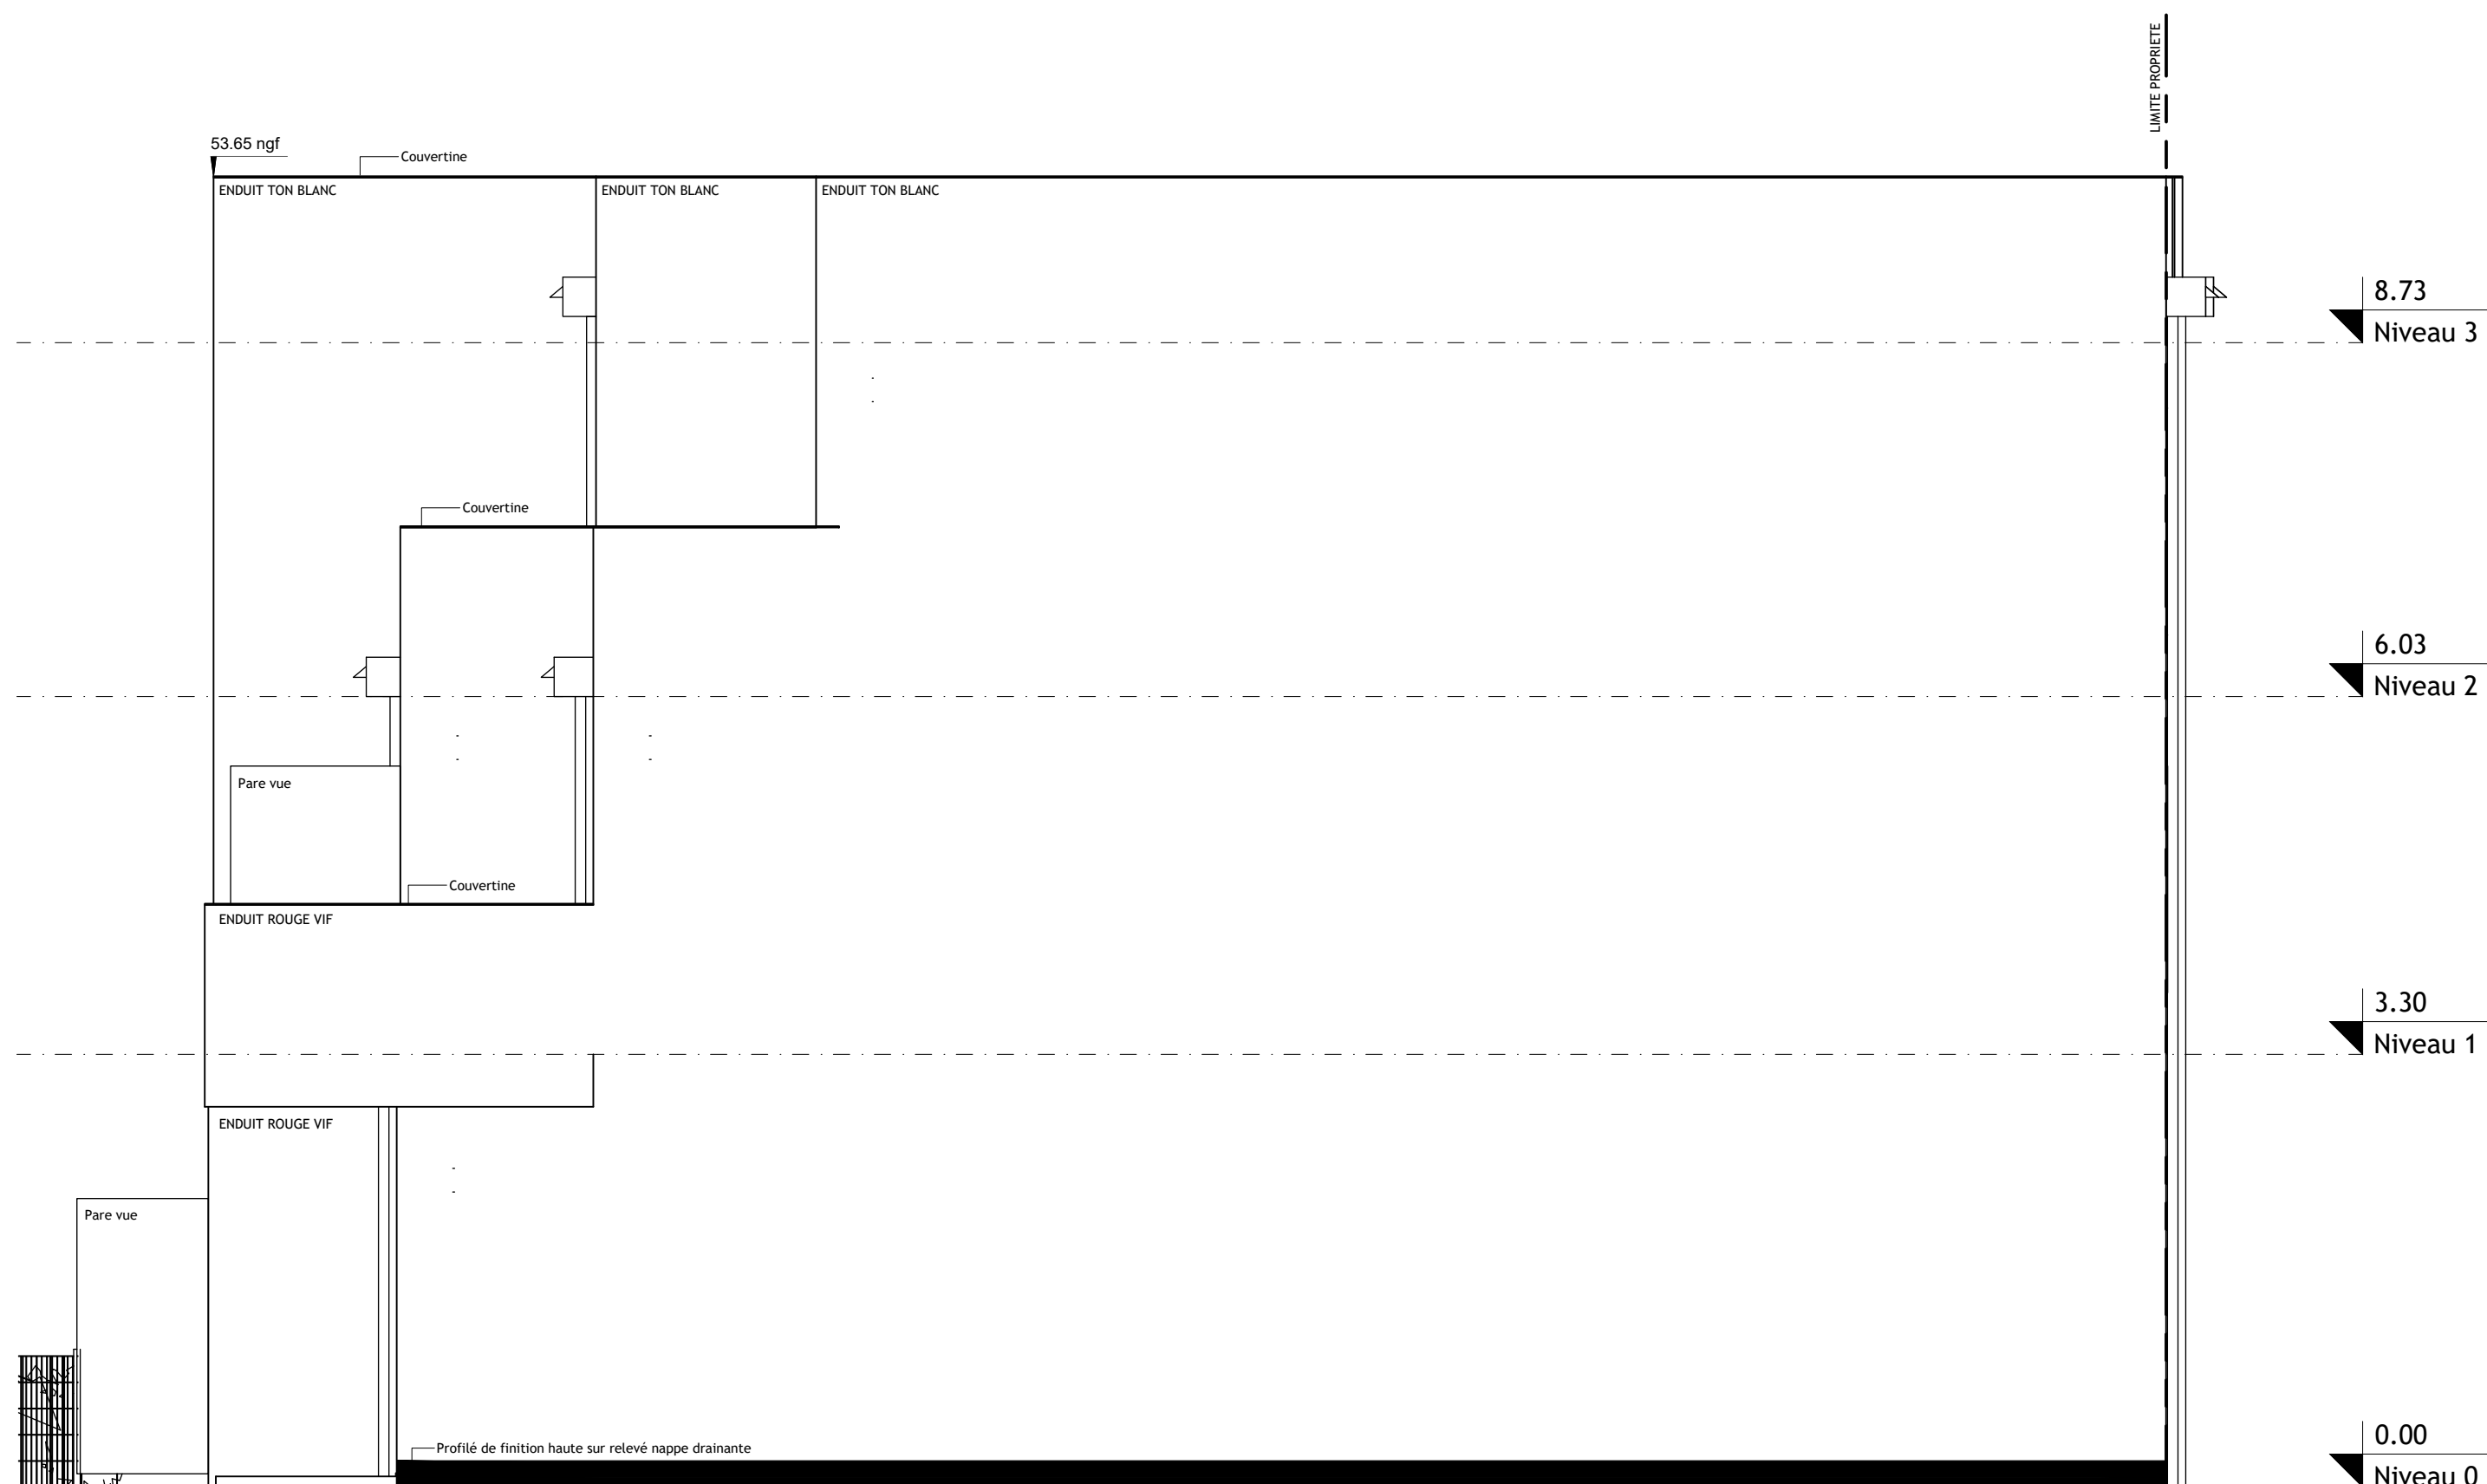 LIMITE PROPRIETE
53.65 ngf
Couvertine
ENDUIT TON BLANC
ENDUIT TON BLANC
ENDUIT TON BLANC
8.73
Niveau 3
Couvertine
6.03
Niveau 2
Pare vue
Couvertine
ENDUIT ROUGE VIF
3.30
Niveau 1
ENDUIT ROUGE VIF
Pare vue
Profilé de finition haute sur relevé nappe drainante
0.00
Niveau 0